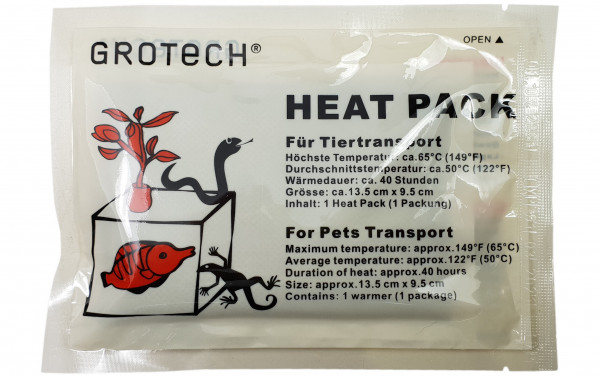 GROTECH®
OPEN ▲
HEAT PACK
Für Tiertransport
Höchste Temperatur: ca.65°C (149°F)
Durchschnittstemperatur: ca.50°C (122°F)
Wärmedauer: ca. 40 Stunden
Grösse: ca.13.5 cm x 9.5 cm
Inhalt: 1 Heat Pack (1 Packung)
For Pets Transport
Maximum temperature: approx.149°F (65°C)
Average temperature: approx.122°F (50°C)
Duration of heat: approx.40 hours
Size: approx.13.5 cm x 9.5 cm
Contains: 1 warmer (1 package)